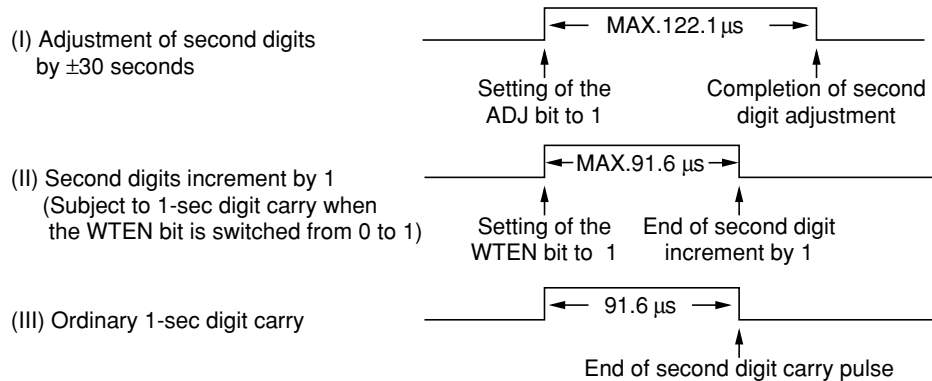 (I) Adjustment of second digits
by ±30 seconds
MAX.122.1 µs
Setting of the
ADJ bit to 1
Completion of second
digit adjustment
(II) Second digits increment by 1
(Subject to 1-sec digit carry when
the WTEN bit is switched from 0 to 1)
MAX.91.6 µs
Setting of the
WTEN bit to 1
End of second digit
increment by 1
(III) Ordinary 1-sec digit carry
91.6 µs
End of second digit carry pulse